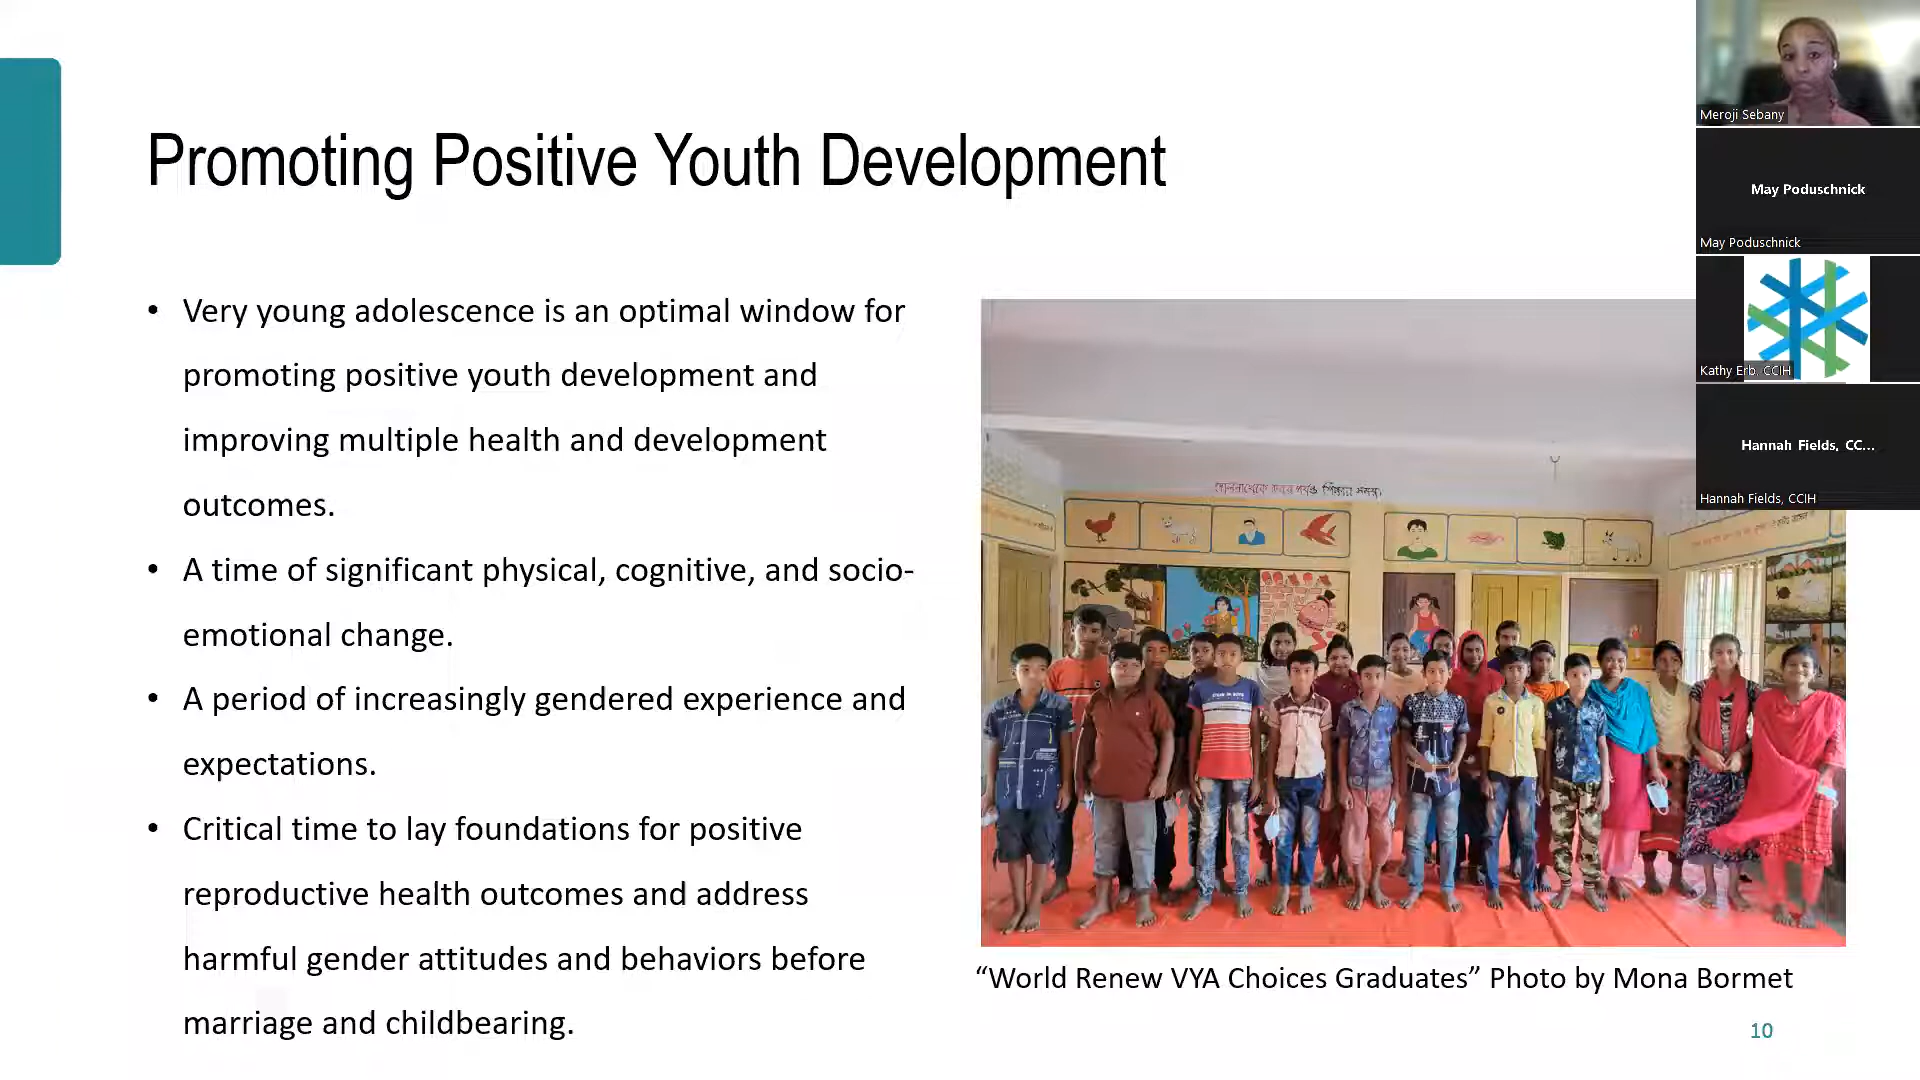 Promoting Positive Youth Development
• Very young adolescence is an optimal window for
promoting positive youth development and
improving multiple health and development
outcomes.
• A time of significant physical, cognitive, and socio-
emotional change.
• A period of increasingly gendered experience and
expectations.
• Critical time to lay foundations for positive
reproductive health outcomes and address
harmful gender attitudes and behaviors before
marriage and childbearing.
“World Renew VYA Choices Graduates” Photo by Mona Bormet
10
Meroji Sebany
May Poduschnick
May Poduschnick
Kathy Erb, CCIH
Hannah Fields, CC...
Hannah Fields, CCIH